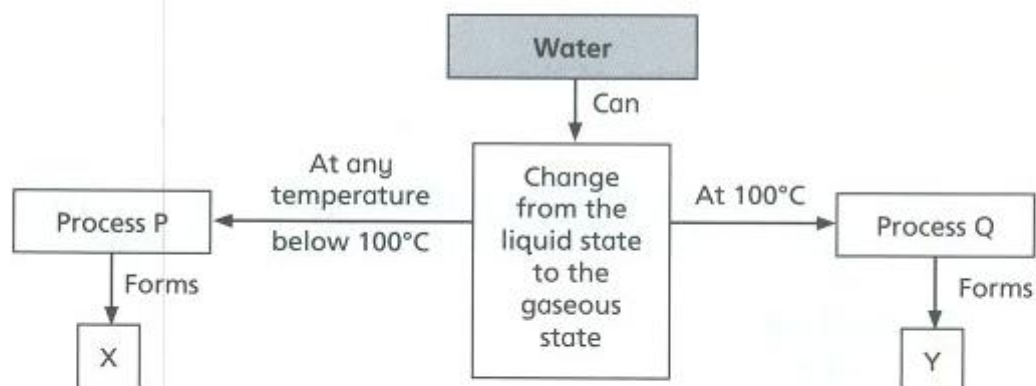 Water
Can
Change
from the
liquid state
to the
gaseous
state
At any
temperature
below 100°C
Process P
Forms
X
At 100°C
Process Q
Forms
Y